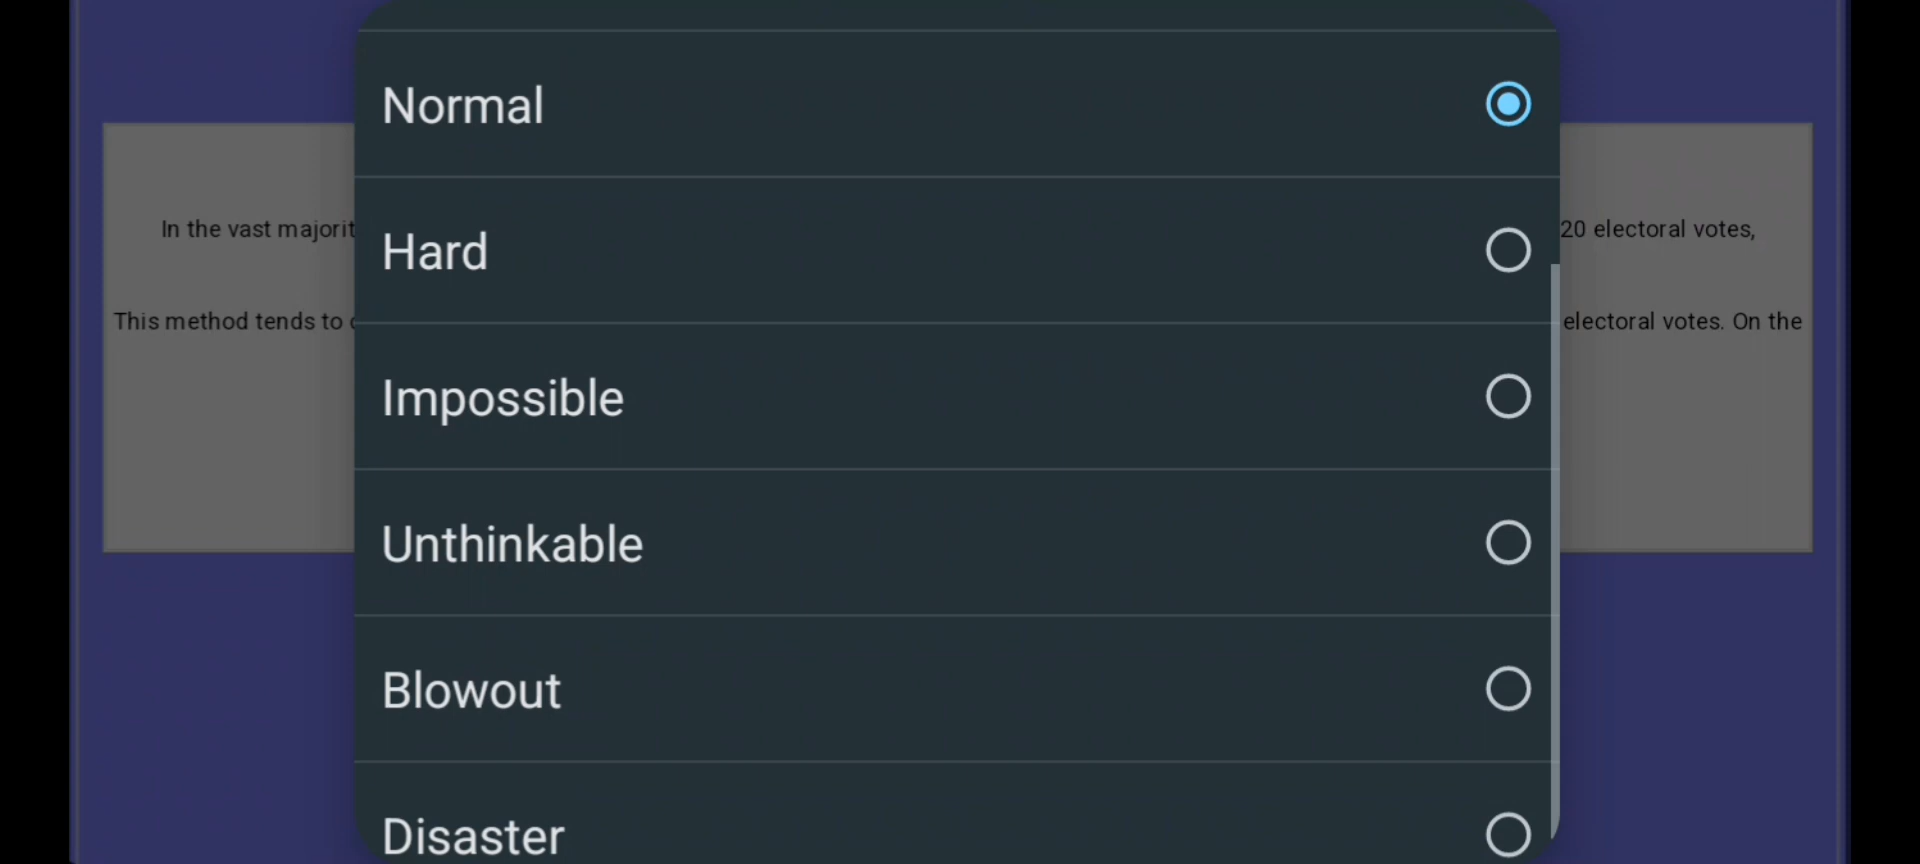 Normal
Hard
In the vast majorit
20 electoral votes,
This method tends to
electoral votes. On the
Impossible
Unthinkable
Blowout
Disaster